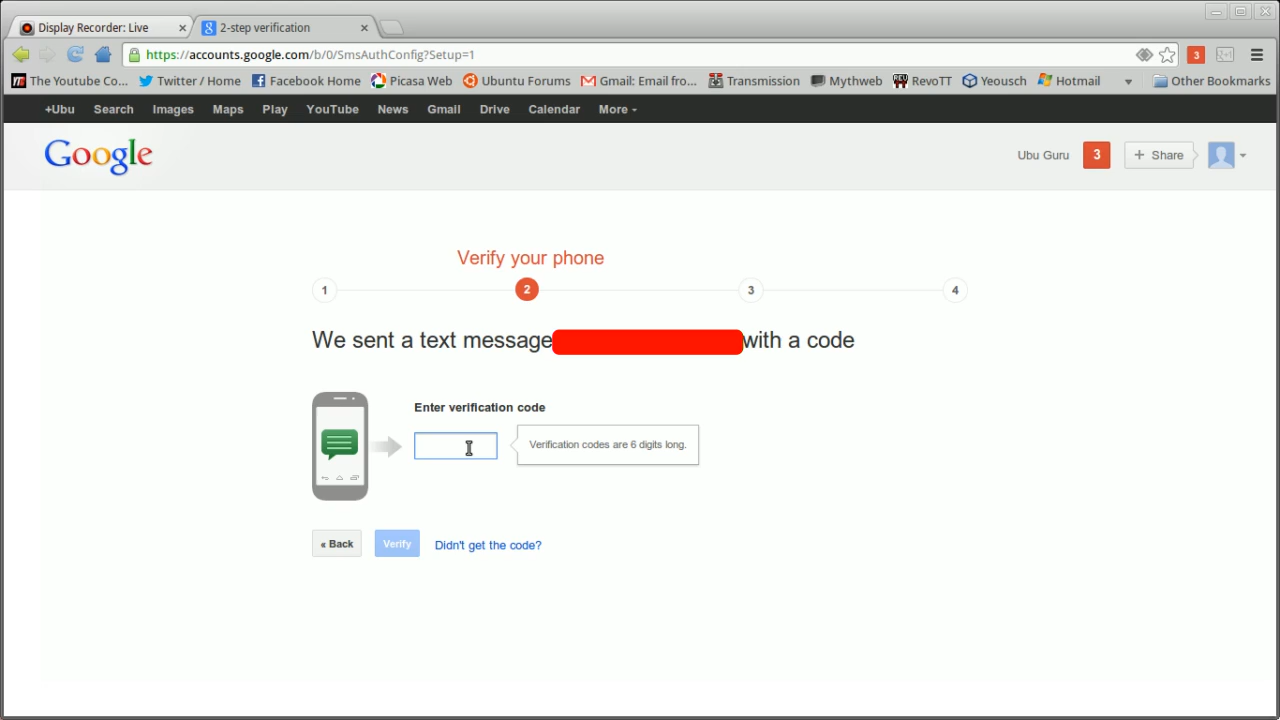 Display Recorder: Live
2-step verification
https://accounts.google.com/b/0/SmsAuthConfig?Setup=1
3
The Youtube Co... Twitter / Home Facebook Home Picasa Web Ubuntu Forums Gmail: Email fro... Transmission Mythweb RevoTT Yeousch Hotmail Other Bookmarks
+Ubu Search Images Maps Play YouTube News Gmail Drive Calendar More
Google
Ubu Guru 3 + Share
Verify your phone
1 2 3 4
We sent a text message with a code
Enter verification code
Verification codes are 6 digits long.
« Back Verify Didn't get the code?